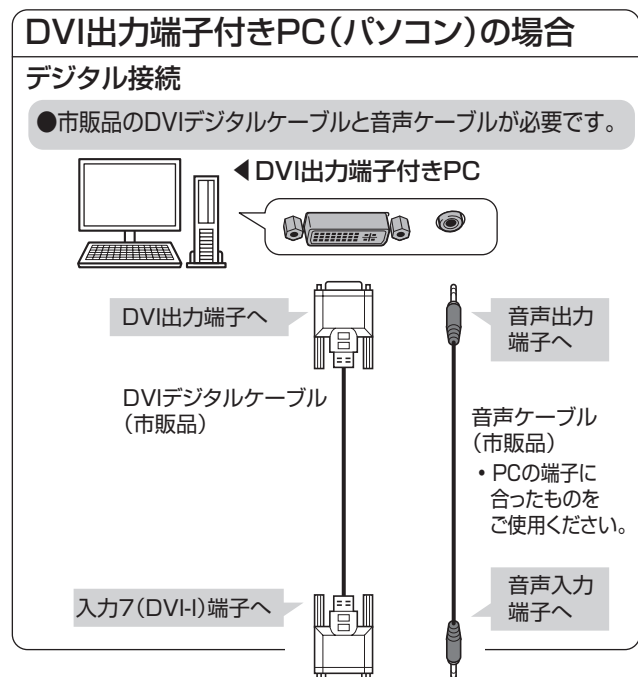 DVI出力端子付きPC（パソコン）の場合
デジタル接続
●市販品のDVIデジタルケーブルと音声ケーブルが必要です。
◀DVI出力端子付きPC
DVI出力端子へ
音声出力
端子へ
DVIデジタルケーブル
（市販品）
音声ケーブル
（市販品）
・PCの端子に
合ったものを
ご使用ください。
入力7（DVI-I）端子へ
音声入力
端子へ